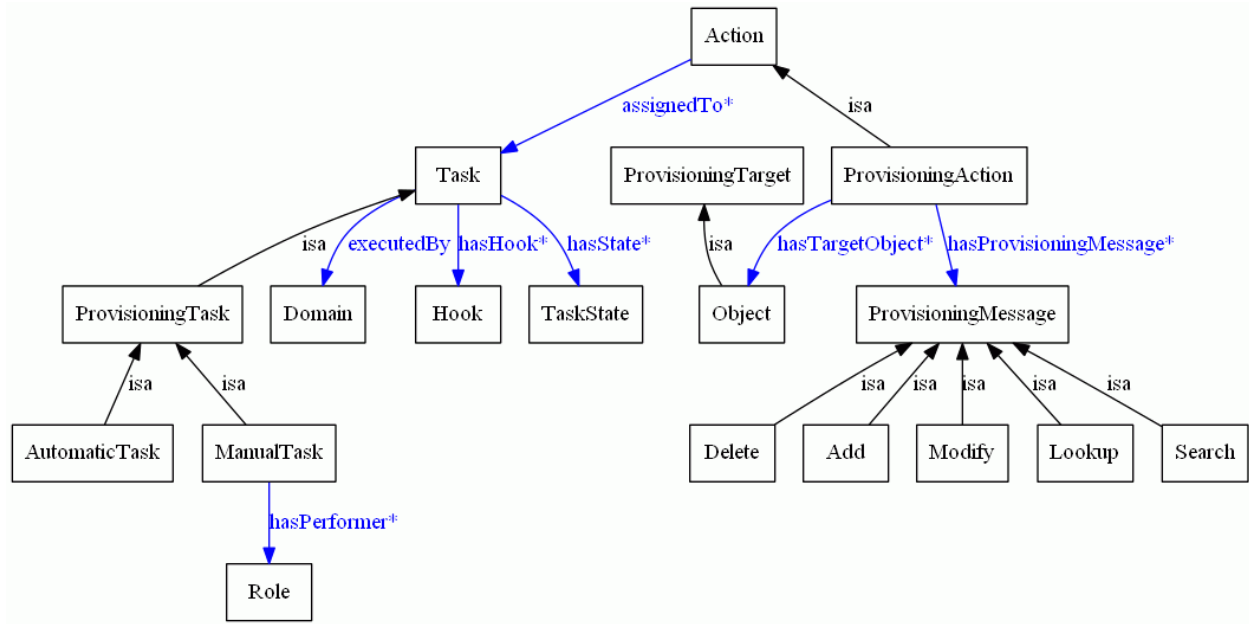 Action
assignedTo*
isa
Task
ProvisioningTarget
ProvisioningAction
isa
executedBy
hasHook*
hasState*
isa
hasTargetObject*
hasProvisioningMessage*
ProvisioningTask
Domain
Hook
TaskState
Object
ProvisioningMessage
isa
isa
isa
isa
isa
isa
isa
AutomaticTask
ManualTask
Delete
Add
Modify
Lookup
Search
hasPerformer*
Role